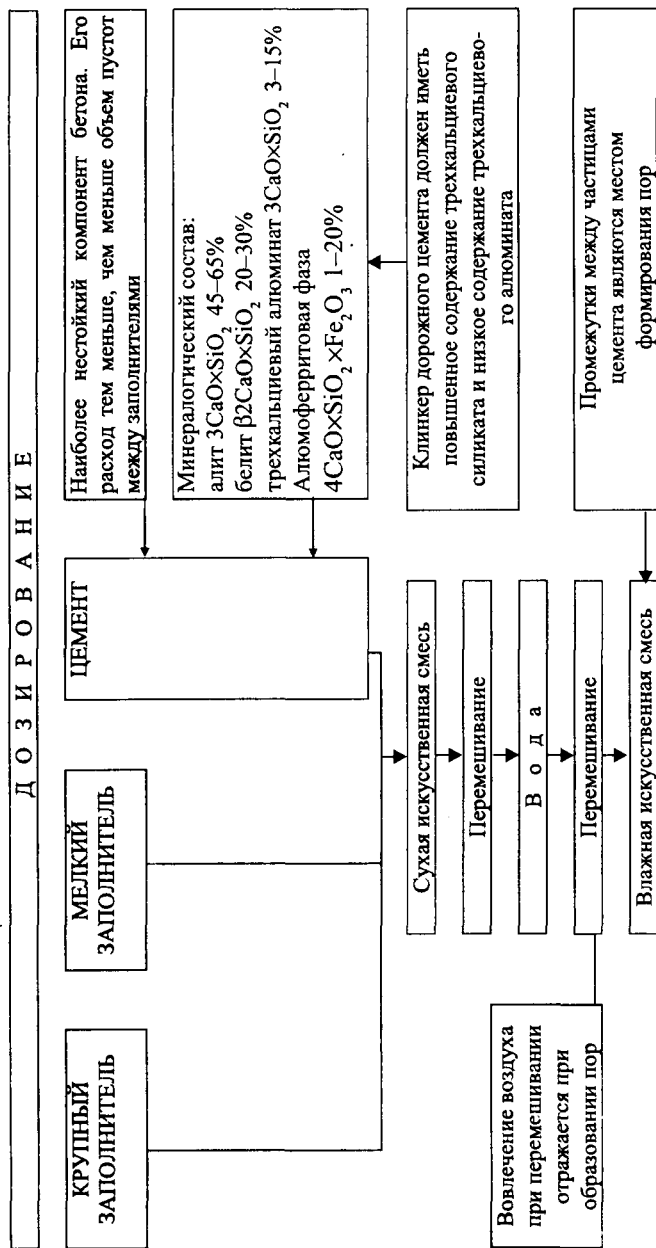 ДОЗИРОВАНИЕ
КРУПНЫЙ
ЗАПОЛНИТЕЛЬ
МЕЛКИЙ
ЗАПОЛНИТЕЛЬ
ЦЕМЕНТ
Наиболее нестойкий компонент бетона. Его
расход тем меньше, чем меньше объем пустот
между заполнителями
Минералогический состав:
алит 3CaO×SiO₂ 45–65%
белит β2CaO×SiO₂ 20–30%
трехкальциевый алюминат 3CaO×SiO₂ 3–15%
Алюмоферритовая фаза
4CaO×SiO₂×Fe₂O₃ 1–20%
Сухая искусственная смесь
Клинкер дорожного цемента должен иметь
повышенное содержание трехкальциевого
силиката и низкое содержание трехкальциево-
го алюмината
Перемешивание
Вода
Вовлечение воздуха
при перемешивании
отражается при
образовании пор
Перемешивание
Влажная искусственная смесь
Промежутки между частицами
цемента являются местом
формирования пор